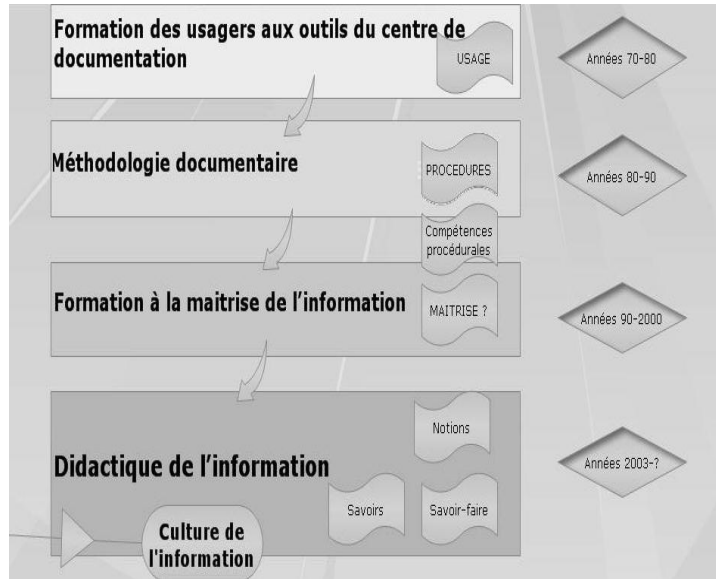 Formation des usagers aux outils du centre de
documentation
USAGE
Années 70-80
Méthodologie documentaire
PROCEDURES
Années 80-90
Compétences
procédurales
Formation à la maitrise de l'information
MAITRISE ?
Années 90-2000
Notions
Didactique de l'information
Années 2003-?
Savoirs
Savoir-faire
Culture de
l'information